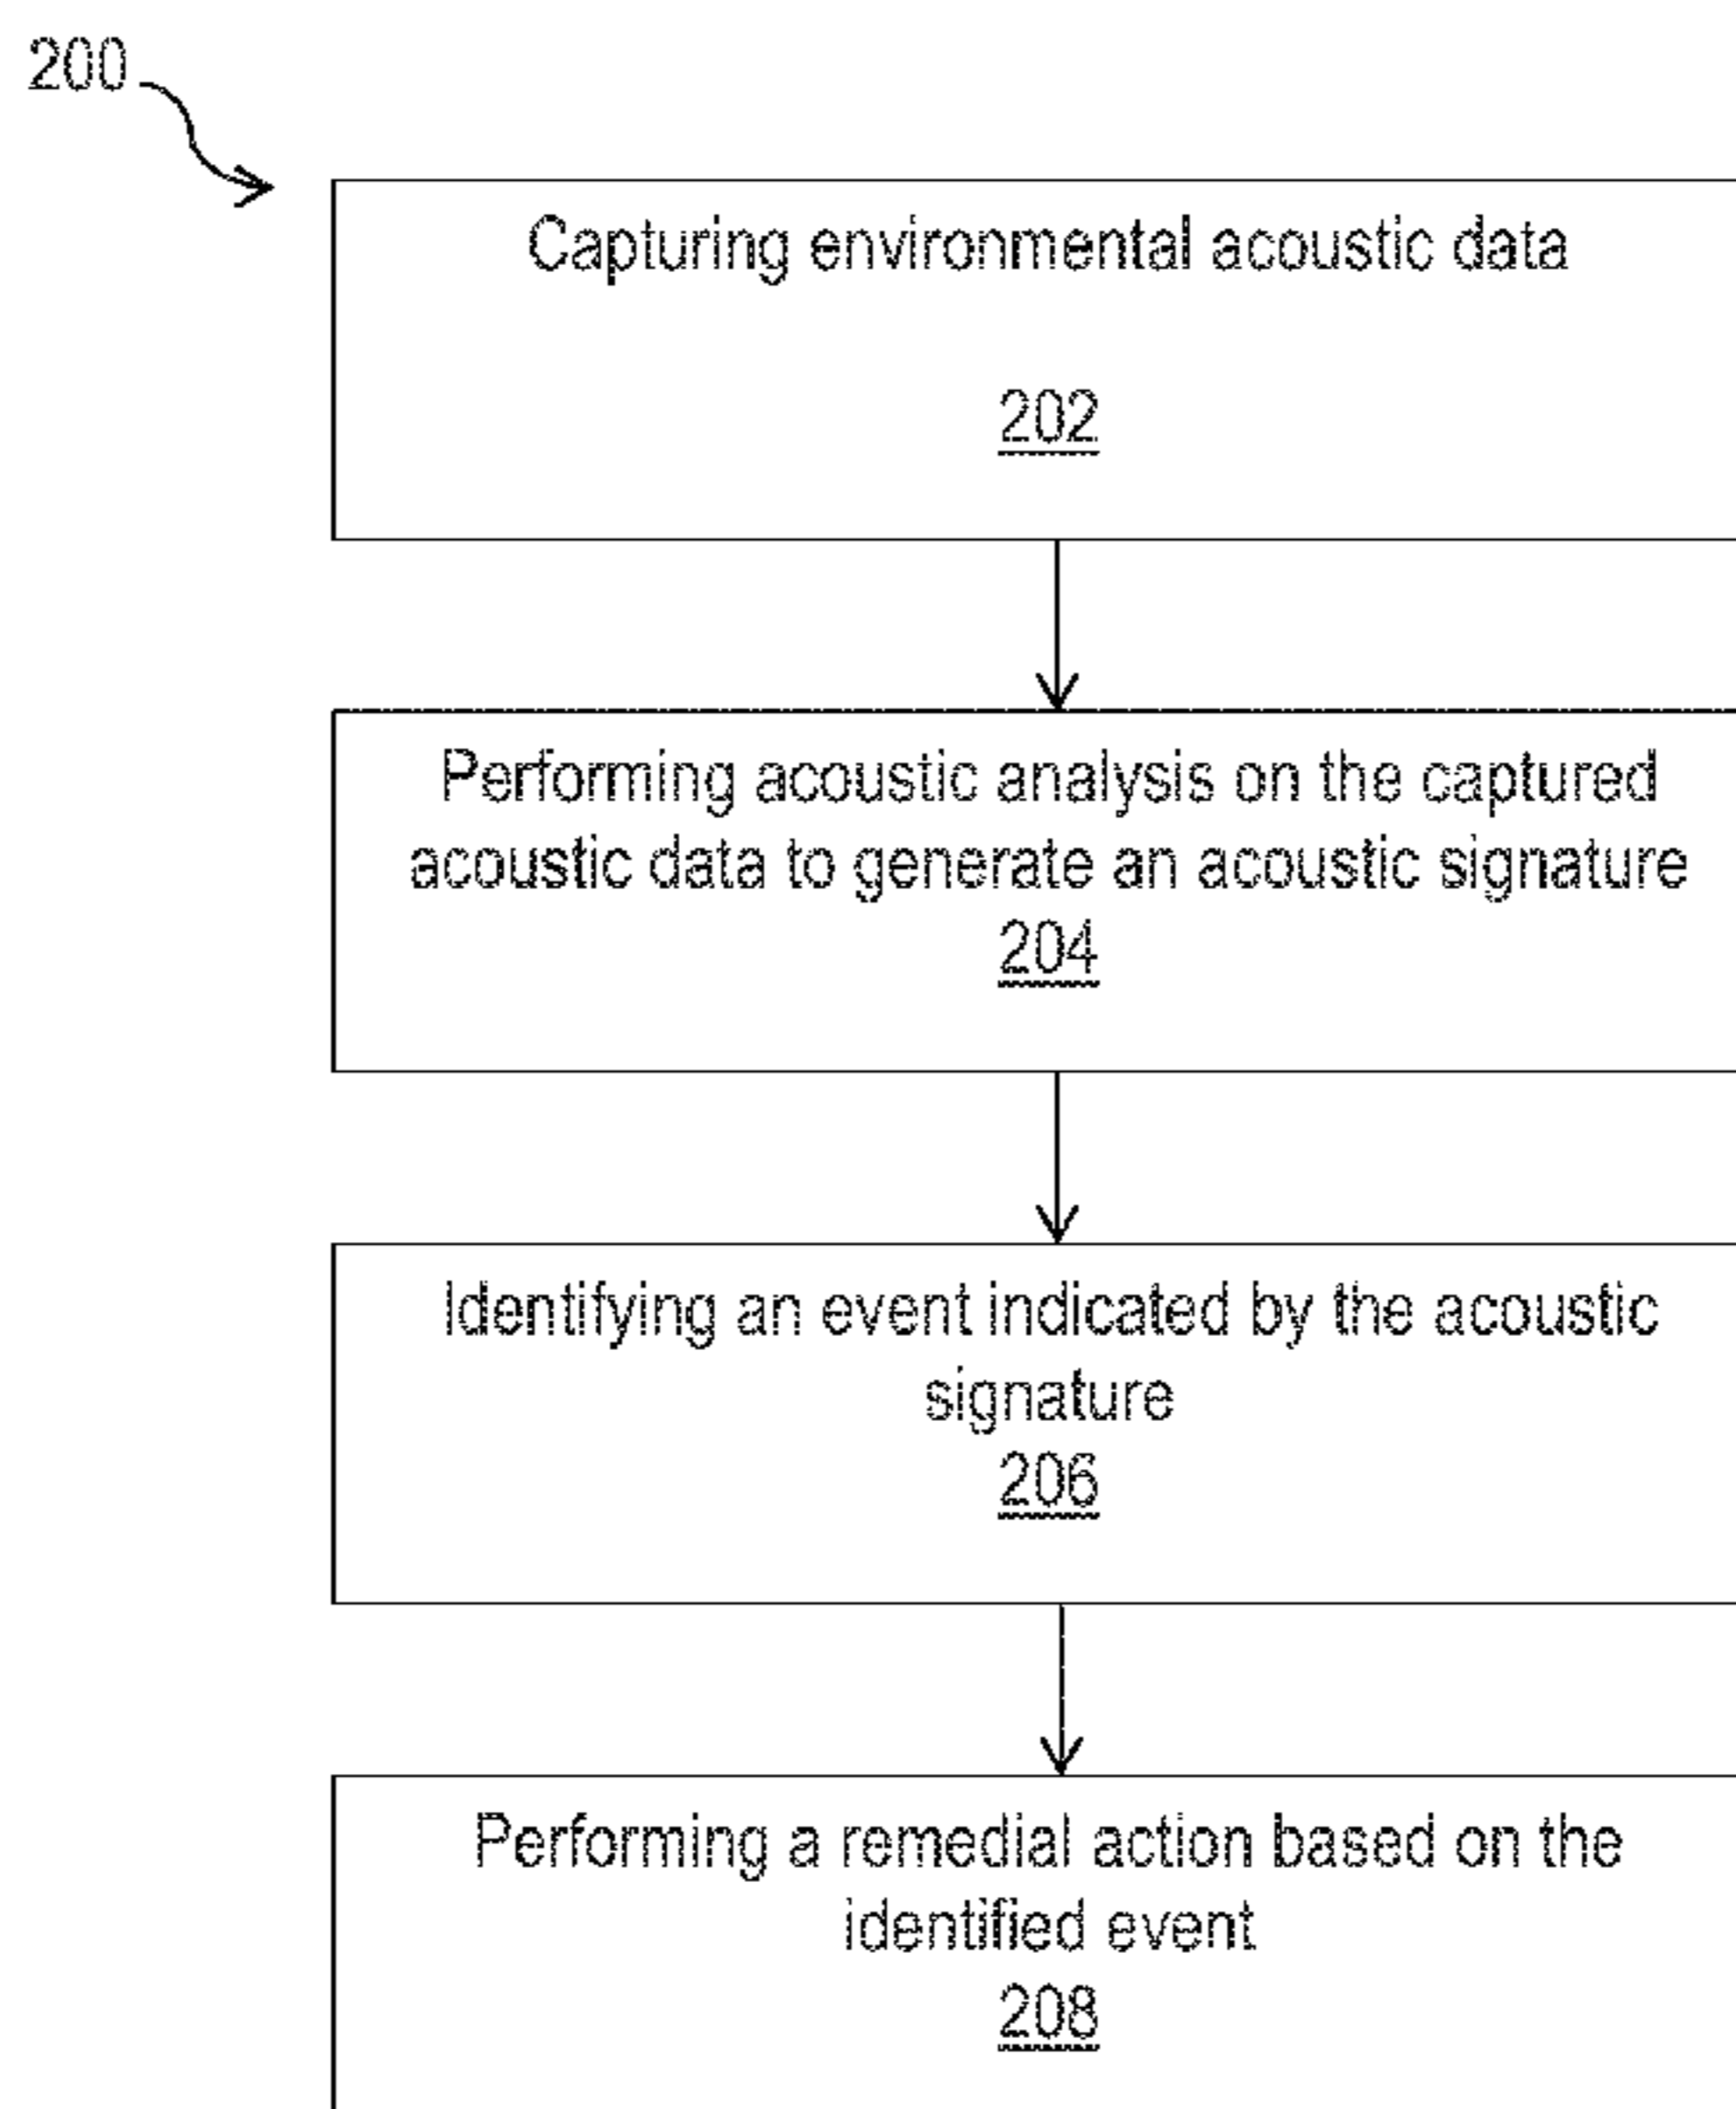 200
Capturing environmental acoustic data
202
Performing acoustic analysis on the captured
acoustic data to generate an acoustic signature
204
Identifying an event indicated by the acoustic
signature
206
Performing a remedial action based on the
identified event
208